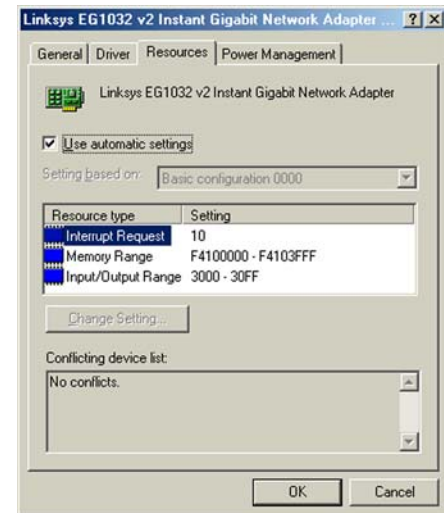 Linksys EG1032 v2 Instant Gigabit Network Adapter ...
General Driver Resources Power Management
Linksys EG1032 v2 Instant Gigabit Network Adapter
Use automatic settings
Setting based on: Basic configuration 0000
Resource type Setting
Interrupt Request 10
Memory Range F4100000 - F4103FFF
Input/Output Range 3000 - 30FF
Change Setting...
Conflicting device list:
No conflicts.
OK Cancel